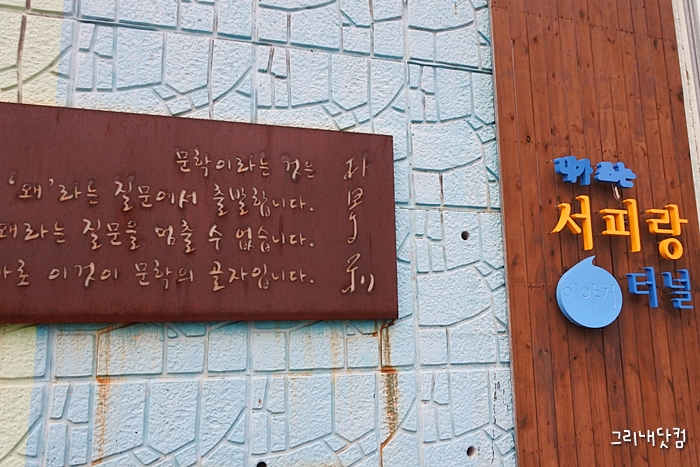 문학이라는 것은
'왜'라는 질문에서 출발합니다.
왜라는 질문을 멈출 수 없습니다.
바로 이것이 문학의 골자입니다.
박경리
서피랑
이야기 터널
그리내닷컴